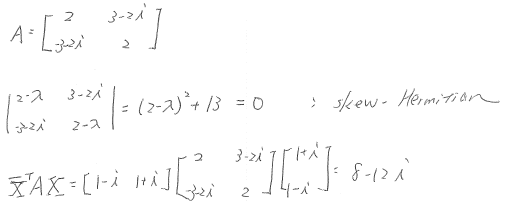 A = [ 2 3-2i ; -3-2i 2 ]
| 2-λ 3-2i ; -3-2i 2-λ | = (2-λ)² + 13 = 0 : skew-Hermitian
X̄ᵀAX = [1-i 1+i] [ 2 3-2i ; -3-2i 2 ] [ 1+i ; 1-i ] = 8-12i